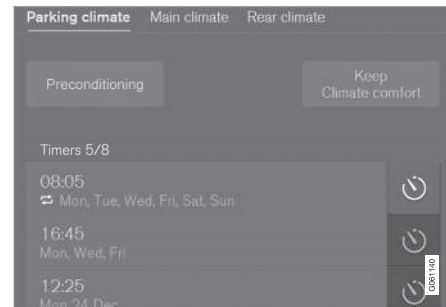 Parking climate Main climate Rear climate
Preconditioning
Keep
Climate comfort
Timers 5/8
08:05
Mon, Tue, Wed, Fri, Sat, Sun
16:45
Mon, Wed, Fri
12:25
Mon 24 Dec
G061140